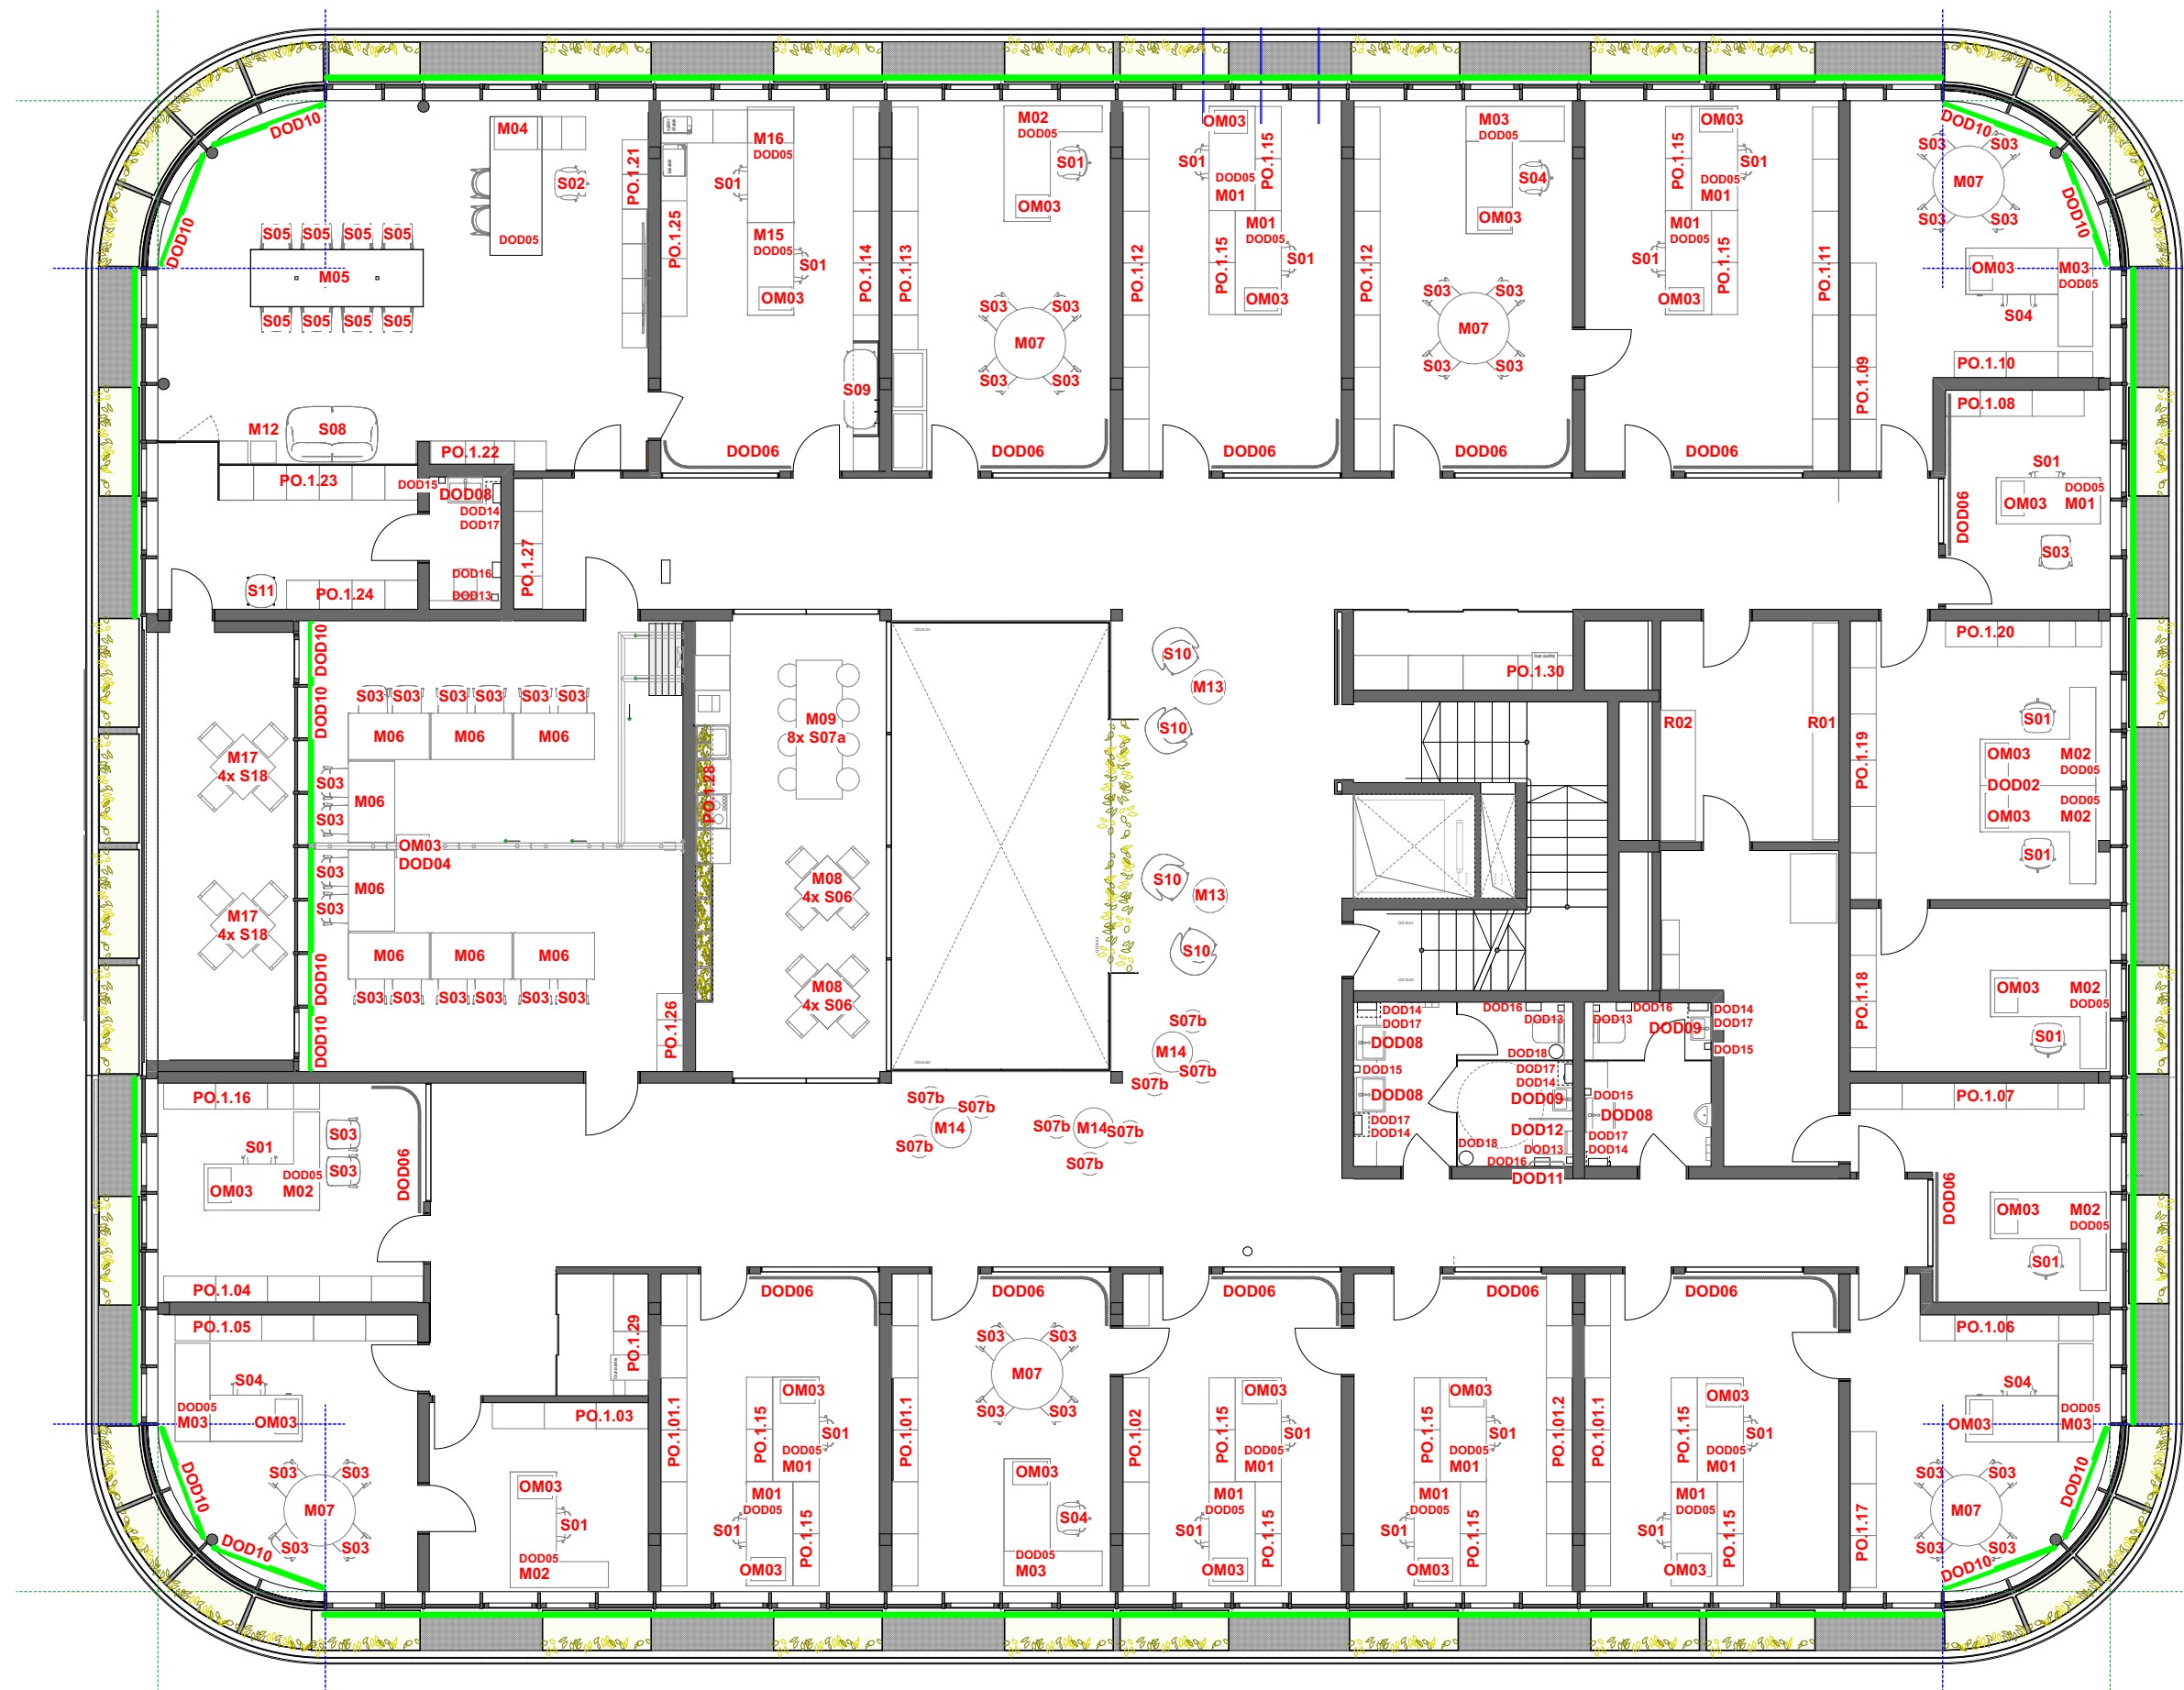 DOD10
DOD10
M04
S02
DOD05
PO.1.21
S05 S05 S05 S05
M05
S05 S05 S05 S05
M12
S08
PO.1.22
PO.1.23
M16
DOD05
S01
PO.1.25
M15
DOD05
S01
OM03
PO.1.14
S09
DOD06
PO.1.13
M02
DOD05
S01
OM03
S03 S03
M07
S03 S03
DOD06
PO.1.12
OM03
S01
PO.1.15
DOD05
M01
M01
DOD05
PO.1.15
S01
OM03
DOD06
PO.1.12
M03
DOD05
S04
OM03
S03 S03
M07
S03 S03
DOD06
OM03
PO.1.15
S01
DOD05
M01
M01
DOD05
S01
PO.1.15
OM03
PO.1.11
DOD06
DOD10
S03 S03
M07
S03 S03
DOD10
OM03
M03
DOD05
S04
PO.1.10
PO.1.09
PO.1.08
S01
DOD05
OM03 M01
DOD06
S03
DOD15
DOD08
DOD14
DOD17
DOD16
DOD13
PO.1.27
S11
PO.1.24
DOD10
DOD10
S03 S03 S03 S03 S03 S03
M06 M06 M06
S03
M06
S03
OM03
DOD04
S03
M06
S03
M06 M06 M06
S03 S03 S03 S03 S03 S03
DOD10
DOD10
PO.1.26
M17
4x S18
M17
4x S18
M09
8x S07a
PO.1.28
M08
4x S06
M08
4x S06
S10
M13
S10
S10
M13
S10
S07b
M14
S07b
S07b
S07b
S07b
M14
S07b
S07b
M14
S07b
S07b
PO.1.30
R02
R01
PO.1.20
PO.1.19
S01
OM03 M02
DOD05
DOD02
DOD05
OM03 M02
S01
PO.1.18
OM03 M02
DOD05
S01
PO.1.07
DOD14
DOD17
DOD08
DOD15
DOD08
DOD17
DOD14
DOD16
DOD13
DOD18
DOD17
DOD14
DOD09
DOD12
DOD18
DOD13
DOD16
DOD11
DOD16
DOD13
DOD09
DOD14
DOD17
DOD15
DOD15
DOD08
DOD17
DOD14
DOD06
OM03 M02
DOD05
S01
PO.1.16
S01
S03
S03
DOD05
OM03 M02
DOD06
PO.1.04
PO.1.05
S04
DOD05
M03
OM03
DOD10
DOD10
S03 S03
M07
S03 S03
PO.1.29
PO.1.03
OM03
S01
DOD05
M02
PO.1.01.1
DOD06
OM03
PO.1.15
S01
DOD05
M01
M01
DOD05
S01
PO.1.15
OM03
PO.1.01.1
DOD06
S03 S03
M07
S03 S03
OM03
S04
DOD05
M03
PO.1.02
DOD06
OM03
PO.1.15
S01
DOD05
M01
M01
DOD05
S01
PO.1.15
OM03
DOD06
OM03
PO.1.15
S01
DOD05
M01
M01
DOD05
S01
PO.1.15
OM03
PO.1.01.2
PO.1.01.1
DOD06
OM03
PO.1.15
S01
DOD05
M01
M01
DOD05
S01
PO.1.15
OM03
PO.1.06
S04
DOD05
OM03 M03
PO.1.17
S03 S03
M07
S03 S03
DOD10
DOD10